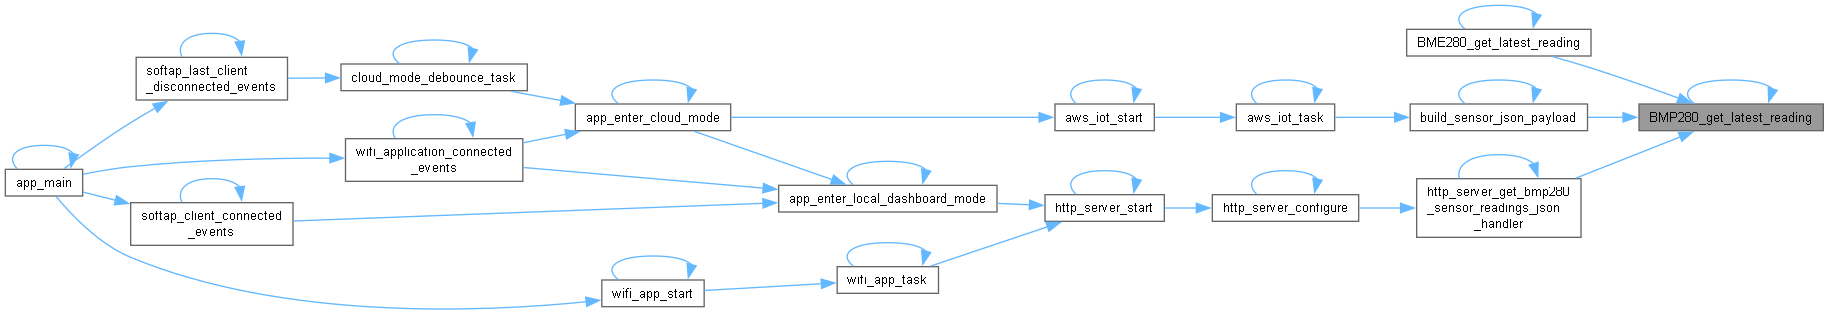 BME280_get_latest_reading
softap_last_client
_disconnected_events
cloud_mode_debounce_task
app_enter_cloud_mode
aws_iot_start
aws_iot_task
build_sensor_json_payload
BMP280_get_latest_reading
wifi_application_connected
_events
app_main
app_enter_local_dashboard_mode
softap_client_connected
_events
http_server_start
http_server_configure
http_server_get_bmp280
_sensor_readings_json
_handler
wifi_app_task
wifi_app_start